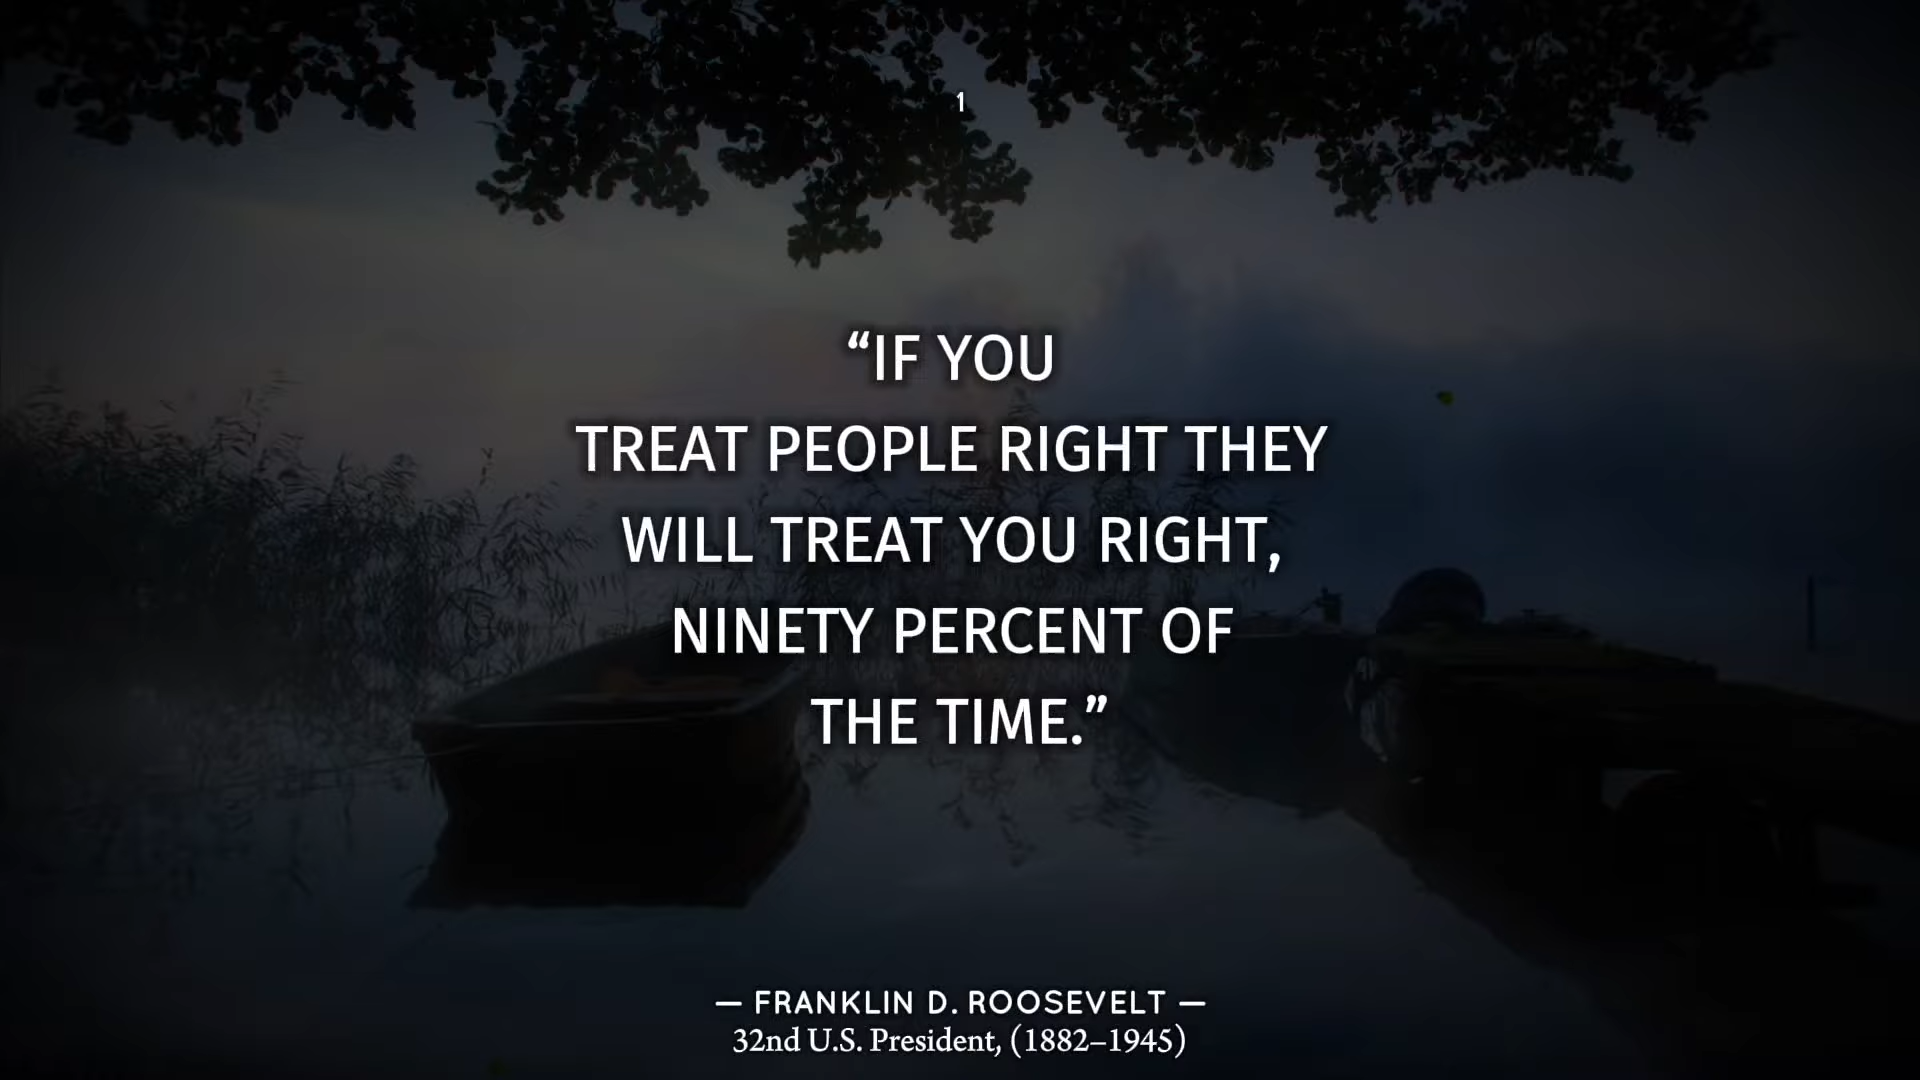 1
“IF YOU
TREAT PEOPLE RIGHT THEY
WILL TREAT YOU RIGHT,
NINETY PERCENT OF
THE TIME.”
— FRANKLIN D. ROOSEVELT —
32nd U.S. President, (1882–1945)